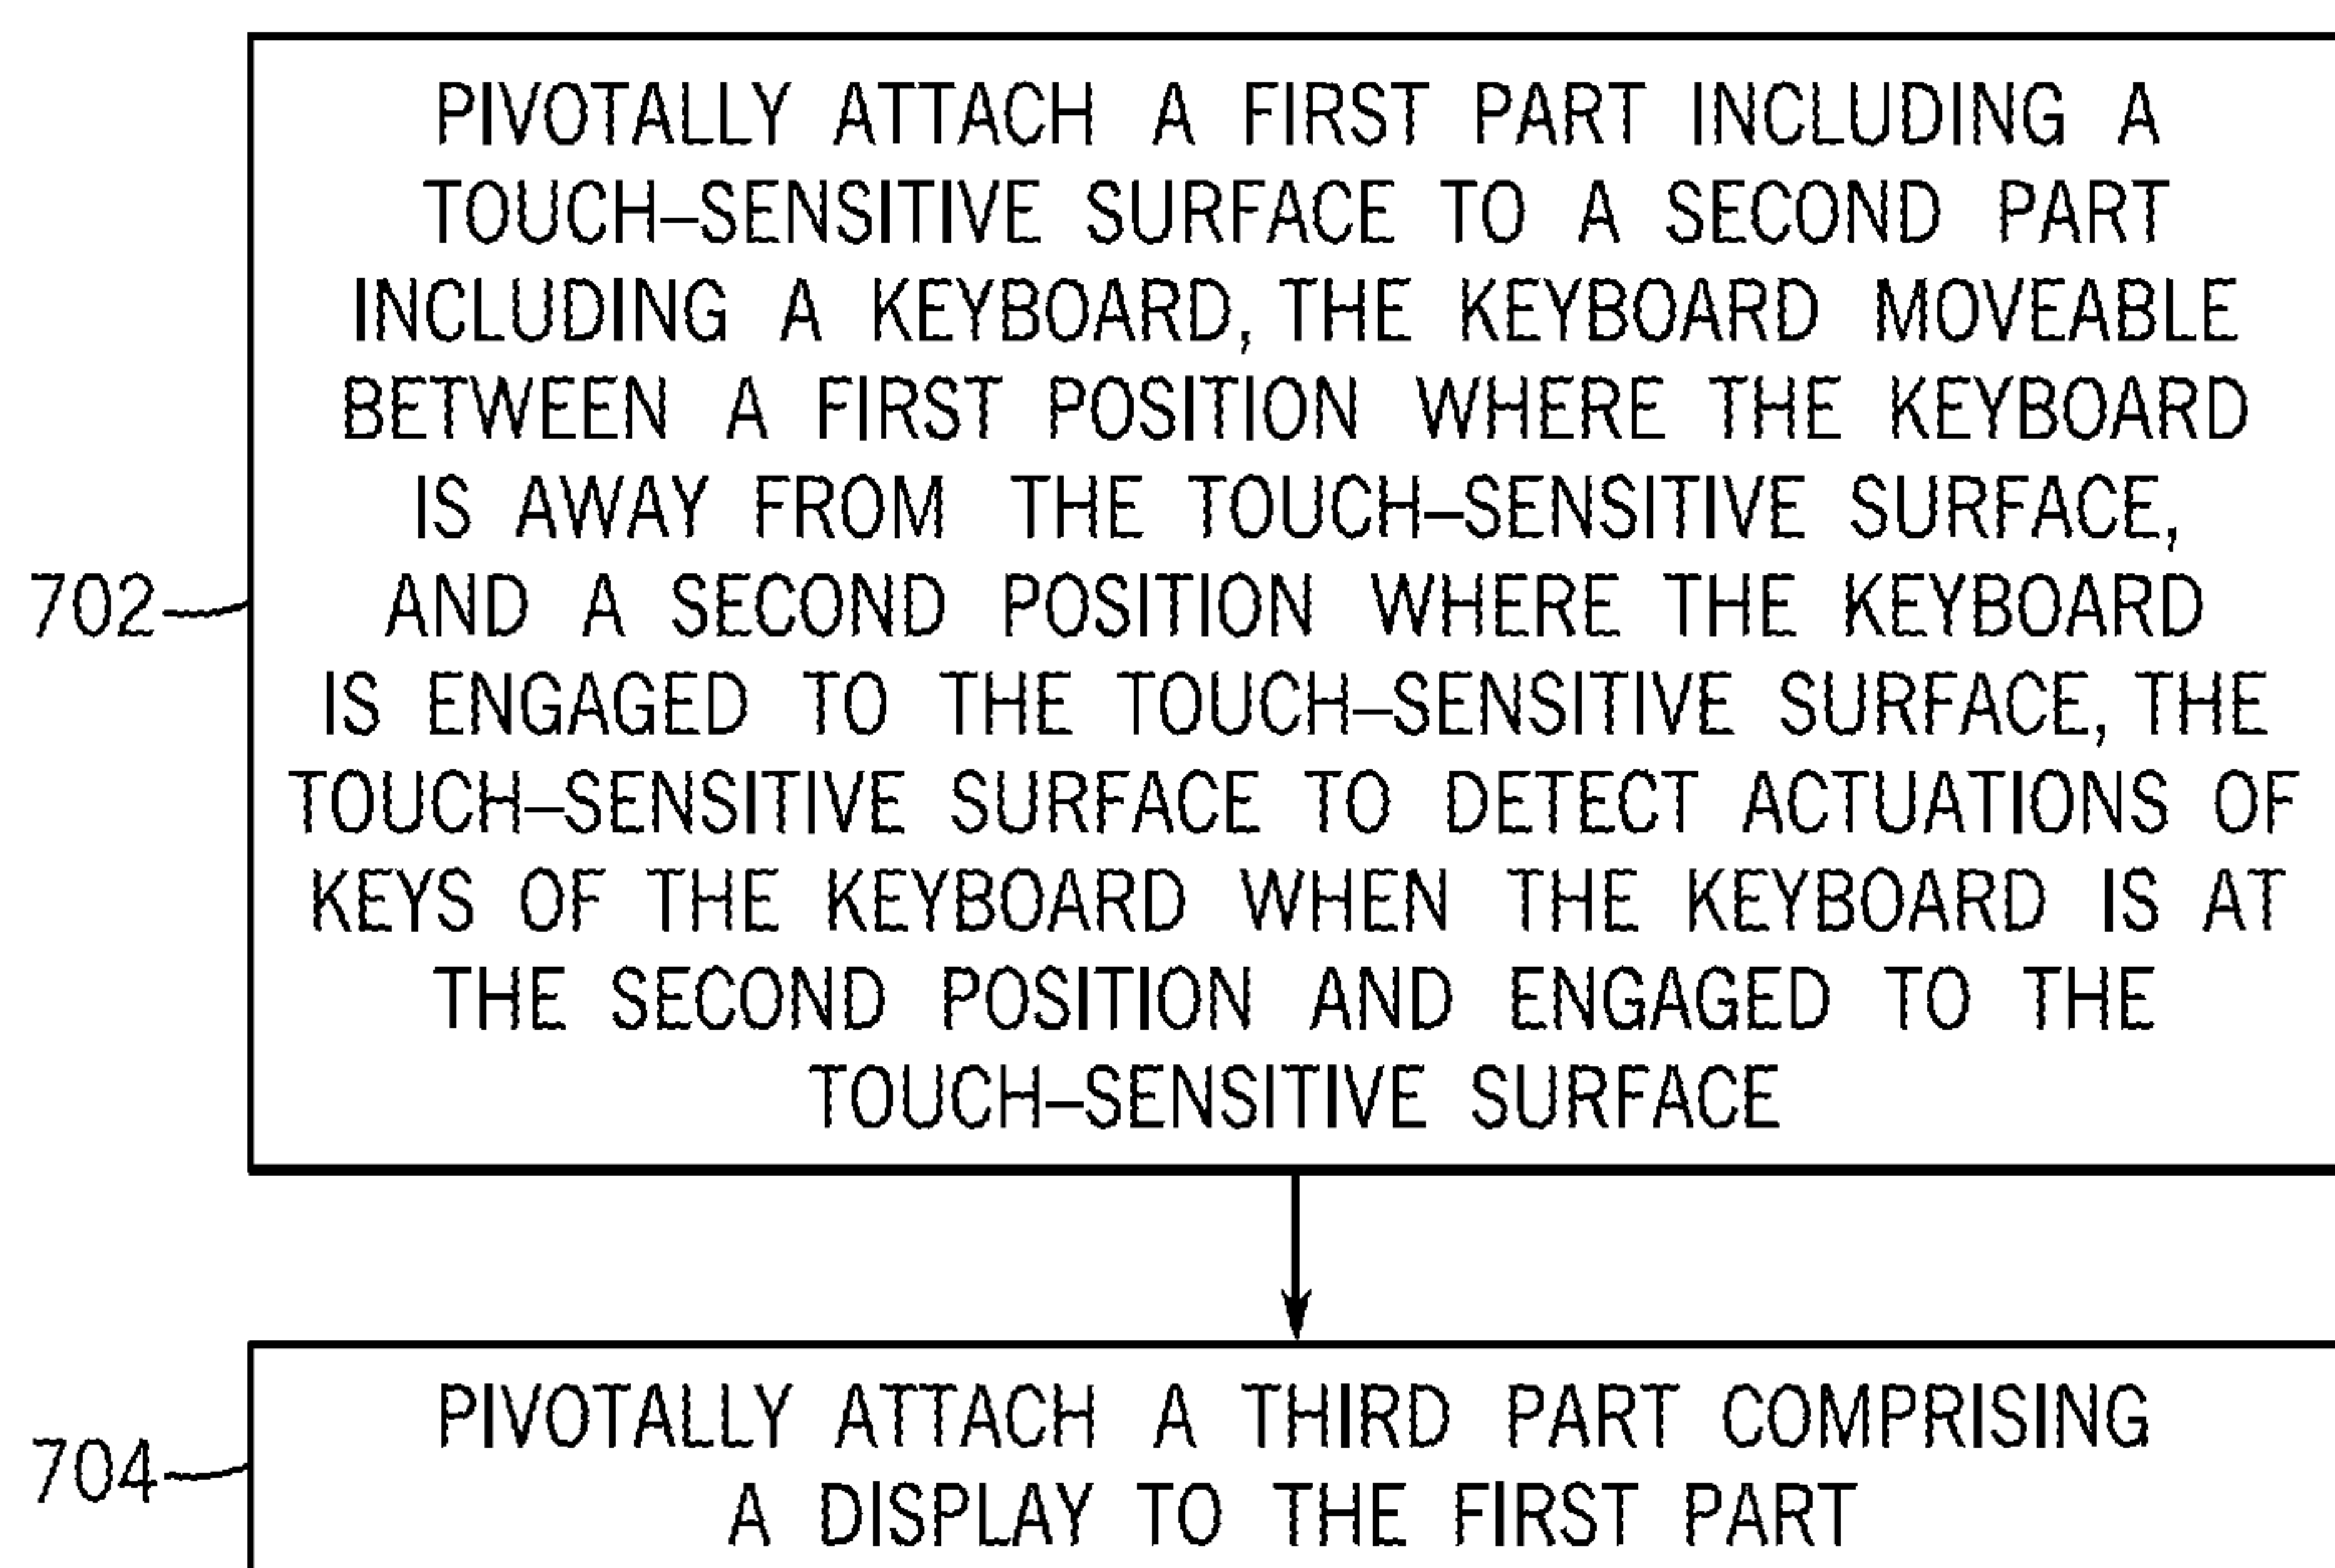 PIVOTALLY ATTACH A FIRST PART INCLUDING A
TOUCH–SENSITIVE SURFACE TO A SECOND PART
INCLUDING A KEYBOARD, THE KEYBOARD MOVEABLE
BETWEEN A FIRST POSITION WHERE THE KEYBOARD
IS AWAY FROM THE TOUCH–SENSITIVE SURFACE,
702
AND A SECOND POSITION WHERE THE KEYBOARD
IS ENGAGED TO THE TOUCH–SENSITIVE SURFACE, THE
TOUCH–SENSITIVE SURFACE TO DETECT ACTUATIONS OF
KEYS OF THE KEYBOARD WHEN THE KEYBOARD IS AT
THE SECOND POSITION AND ENGAGED TO THE
TOUCH–SENSITIVE SURFACE
704
PIVOTALLY ATTACH A THIRD PART COMPRISING
A DISPLAY TO THE FIRST PART